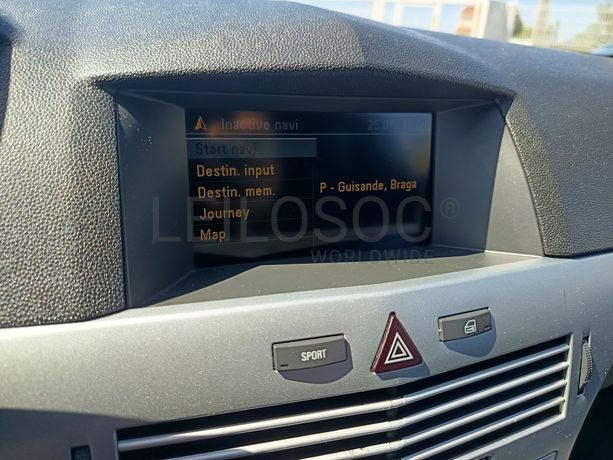 Inactive navi
Start navi
Destin. input
Destin. mem.
P - Guisande, Braga
Journey
Map
LEILOSOC®
WORLDWIDE
SPORT